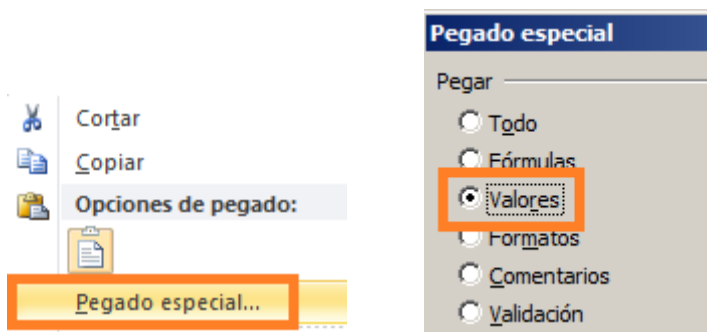 Cortar
Copiar
Opciones de pegado:
Pegado especial...
Pegado especial
Pegar
Todo
Fórmulas
Valores
Formatos
Comentarios
Validación